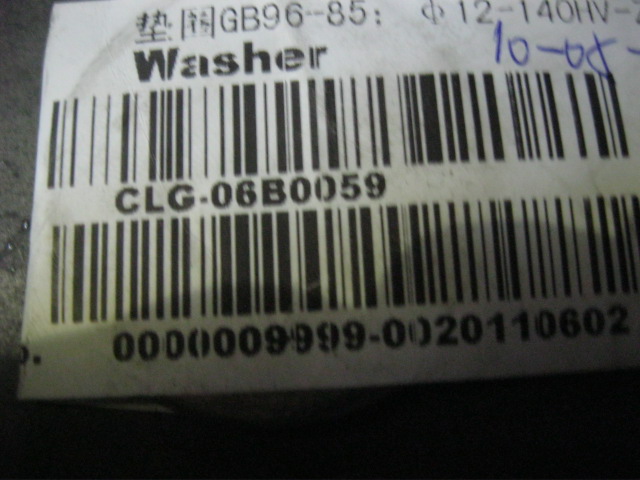 垫圈GB96-85; Φ12-140HV-
Washer
10-08-
CLG-06B0059
0000009999-0020110602